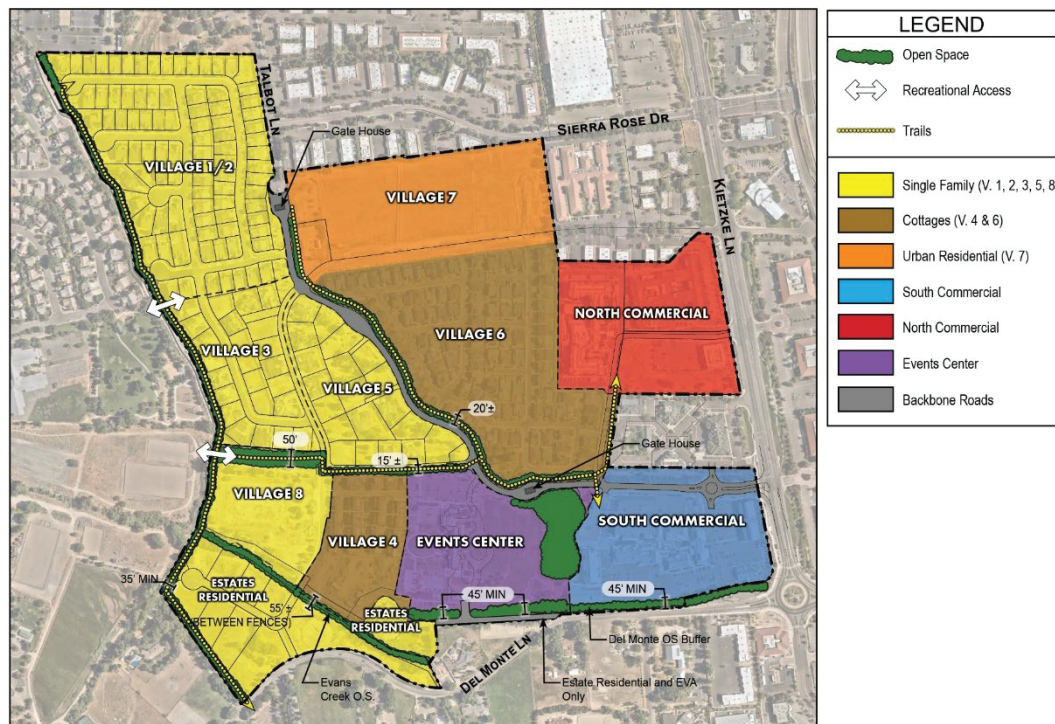 TALBOT LN
Gate House
SIERRA ROSE DR
VILLAGE 1/2
VILLAGE 7
KIETZKE LN
NORTH COMMERCIAL
VILLAGE 6
VILLAGE 3
VILLAGE 5
20'±
50'
15' ±
Gate House
VILLAGE 8
VILLAGE 4
EVENTS CENTER
SOUTH COMMERCIAL
35' MIN
ESTATES
RESIDENTIAL
55' ±
(BETWEEN FENCES)
ESTATES
RESIDENTIAL
45' MIN
45' MIN
Del Monte OS Buffer
DEL MONTE LN
Evans
Creek O.S.
Estate Residential and EVA
Only
LEGEND
Open Space
Recreational Access
Trails
Single Family (V. 1, 2, 3, 5, 8)
Cottages (V. 4 & 6)
Urban Residential (V. 7)
South Commercial
North Commercial
Events Center
Backbone Roads